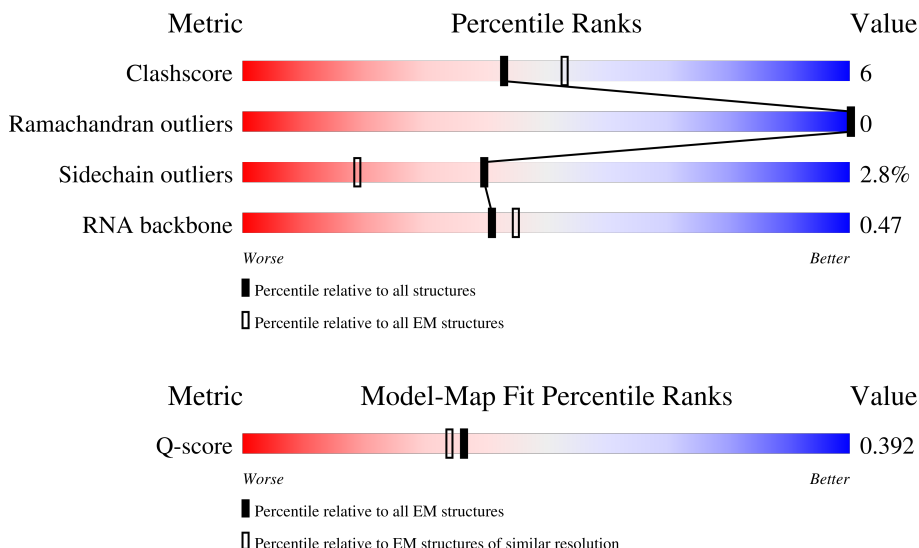 Metric Percentile Ranks Value
Clashscore 6
Ramachandran outliers 0
Sidechain outliers 2.8%
RNA backbone 0.47
Worse Better
Percentile relative to all structures
Percentile relative to all EM structures
Metric Model-Map Fit Percentile Ranks Value
Q-score 0.392
Worse Better
Percentile relative to all EM structures
Percentile relative to EM structures of similar resolution